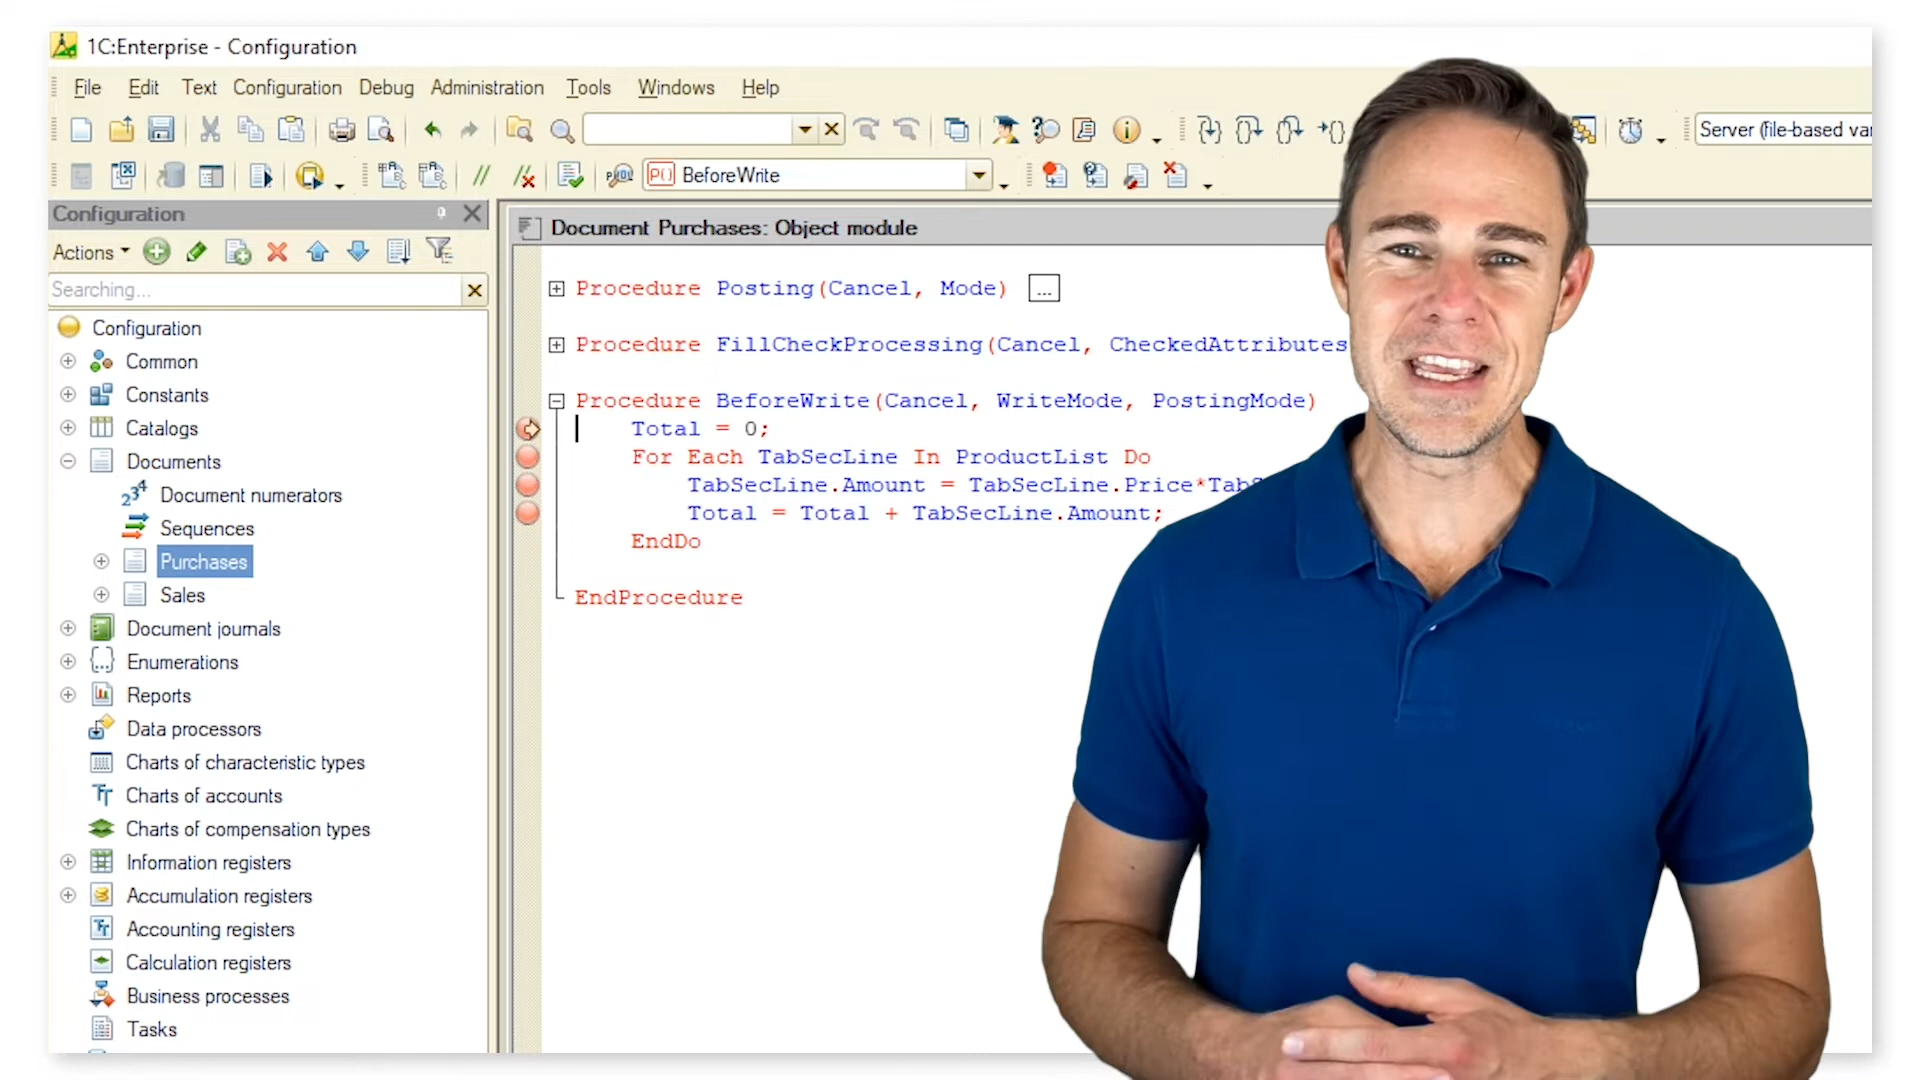 1C:Enterprise - Configuration
File Edit Text Configuration Debug Administration Tools Windows Help
Server (file-based
BeforeWrite
Configuration
Document Purchases: Object module
Actions
Searching...
Configuration
Common
Constants
Catalogs
Documents
Document numerators
Sequences
Purchases
Sales
Document journals
Enumerations
Reports
Data processors
Charts of characteristic types
Charts of accounts
Charts of compensation types
Information registers
Accumulation registers
Accounting registers
Calculation registers
Business processes
Tasks
Procedure Posting(Cancel, Mode) ...
Procedure FillCheckProcessing(Cancel, CheckedAttributes
Procedure BeforeWrite(Cancel, WriteMode, PostingMode)
Total = 0;
For Each TabSecLine In ProductList Do
TabSecLine.Amount = TabSecLine.Price*Tab
Total = Total + TabSecLine.Amount;
EndDo
EndProcedure